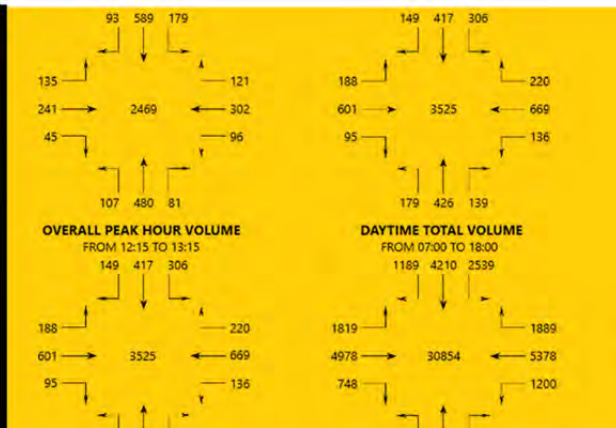 93 589 179
149 417 306
135
121
188
220
241
2469
302
601
3525
669
45
96
95
136
107 480 81
179 426 139
OVERALL PEAK HOUR VOLUME
DAYTIME TOTAL VOLUME
FROM 12:15 TO 13:15
FROM 07:00 TO 18:00
149 417 306
1189 4210 2539
188
220
1819
1889
601
3525
669
4978
30854
5378
95
136
748
1200